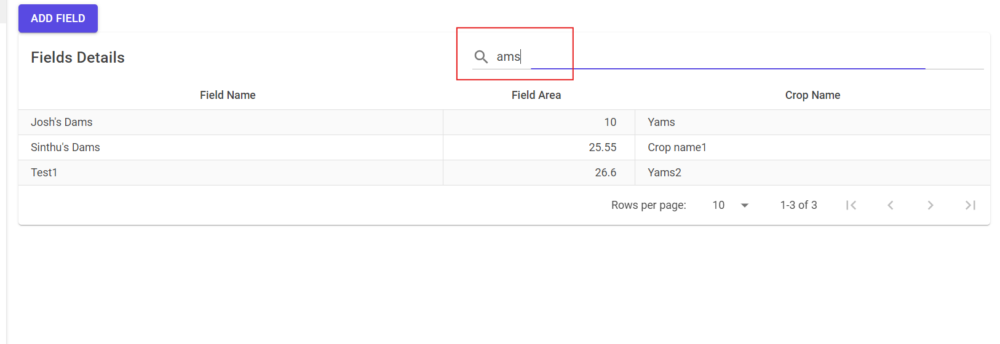 ADD FIELD
Fields Details
ams
Field Name Field Area Crop Name
Josh's Dams 10 Yams
Sinthu's Dams 25.55 Crop name1
Test1 26.6 Yams2
Rows per page: 10 1-3 of 3